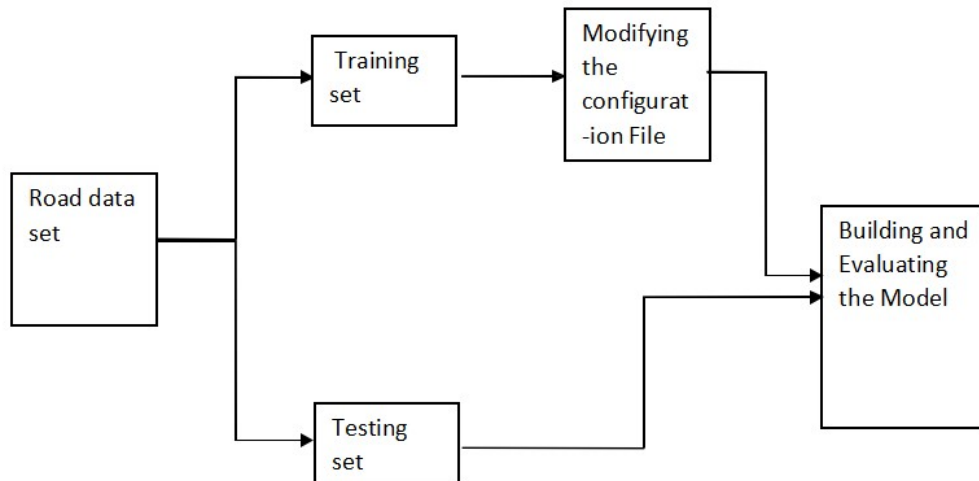 Training
set
Modifying
the
configurat
-ion File
Road data
set
Building and
Evaluating
the Model
Testing
set